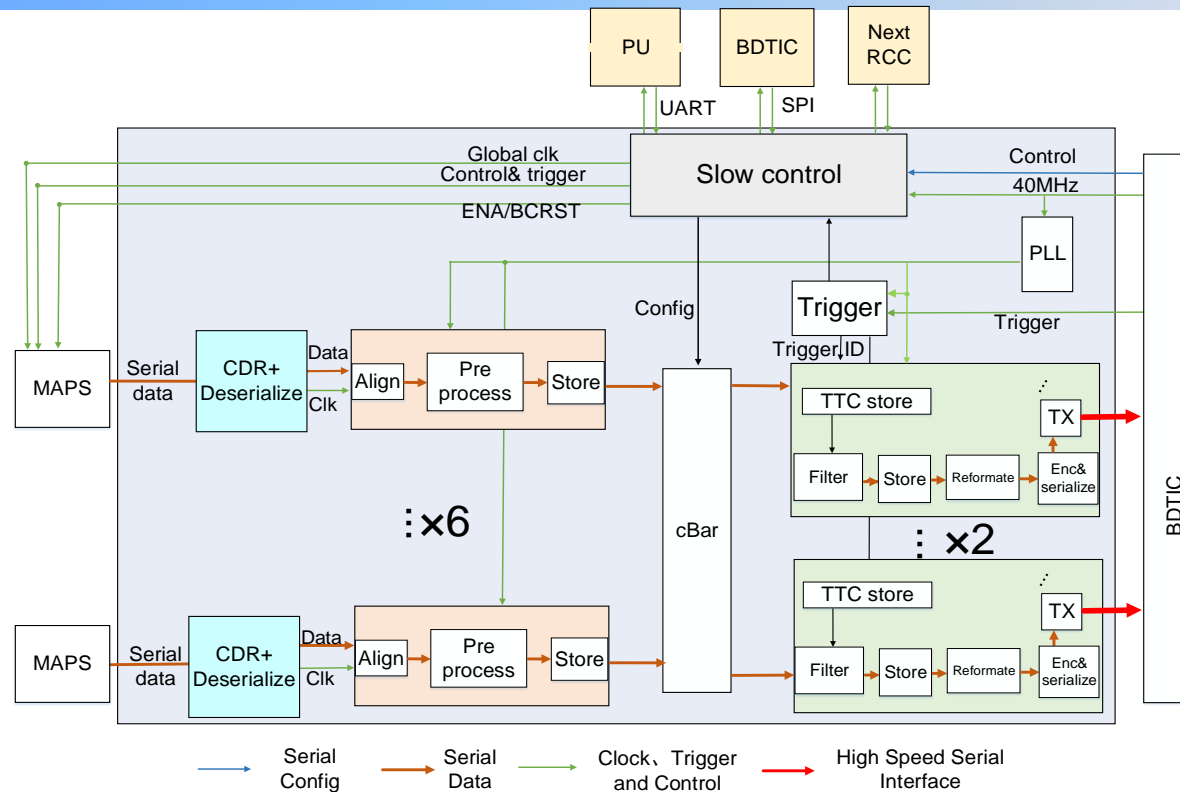 PU
BDTIC
Next
RCC
UART
SPI
Global clk
Control& trigger
ENA/BCRST
Slow control
Control
40MHz
PLL
Config
Trigger
Trigger
Trigger ID
MAPS
Serial
data
CDR+
Deserialize
Data
Clk
Align
Pre
process
Store
TTC store
Filter
Store
Reformate
Enc&
serialize
TX
⋮
⋮×6
cBar
⋮ ×2
BDTIC
MAPS
Serial
data
CDR+
Deserialize
Data
Clk
Align
Pre
process
Store
TTC store
Filter
Store
Reformate
Enc&
serialize
TX
⋮
Serial
Config
Serial
Data
Clock、Trigger
and Control
High Speed Serial
Interface